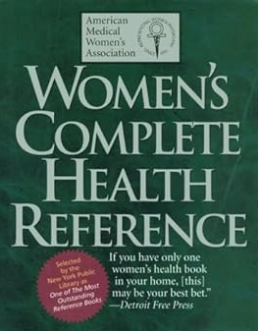 American
Medical
Women's
Association
WOMEN'S
COMPLETE
HEALTH
REFERENCE
Selected
by the
New York Public
Library as
One of The Most
Outstanding
Reference Books
If you have only one
women's health book
in your home, [this]
may be your best bet."
—Detroit Free Press